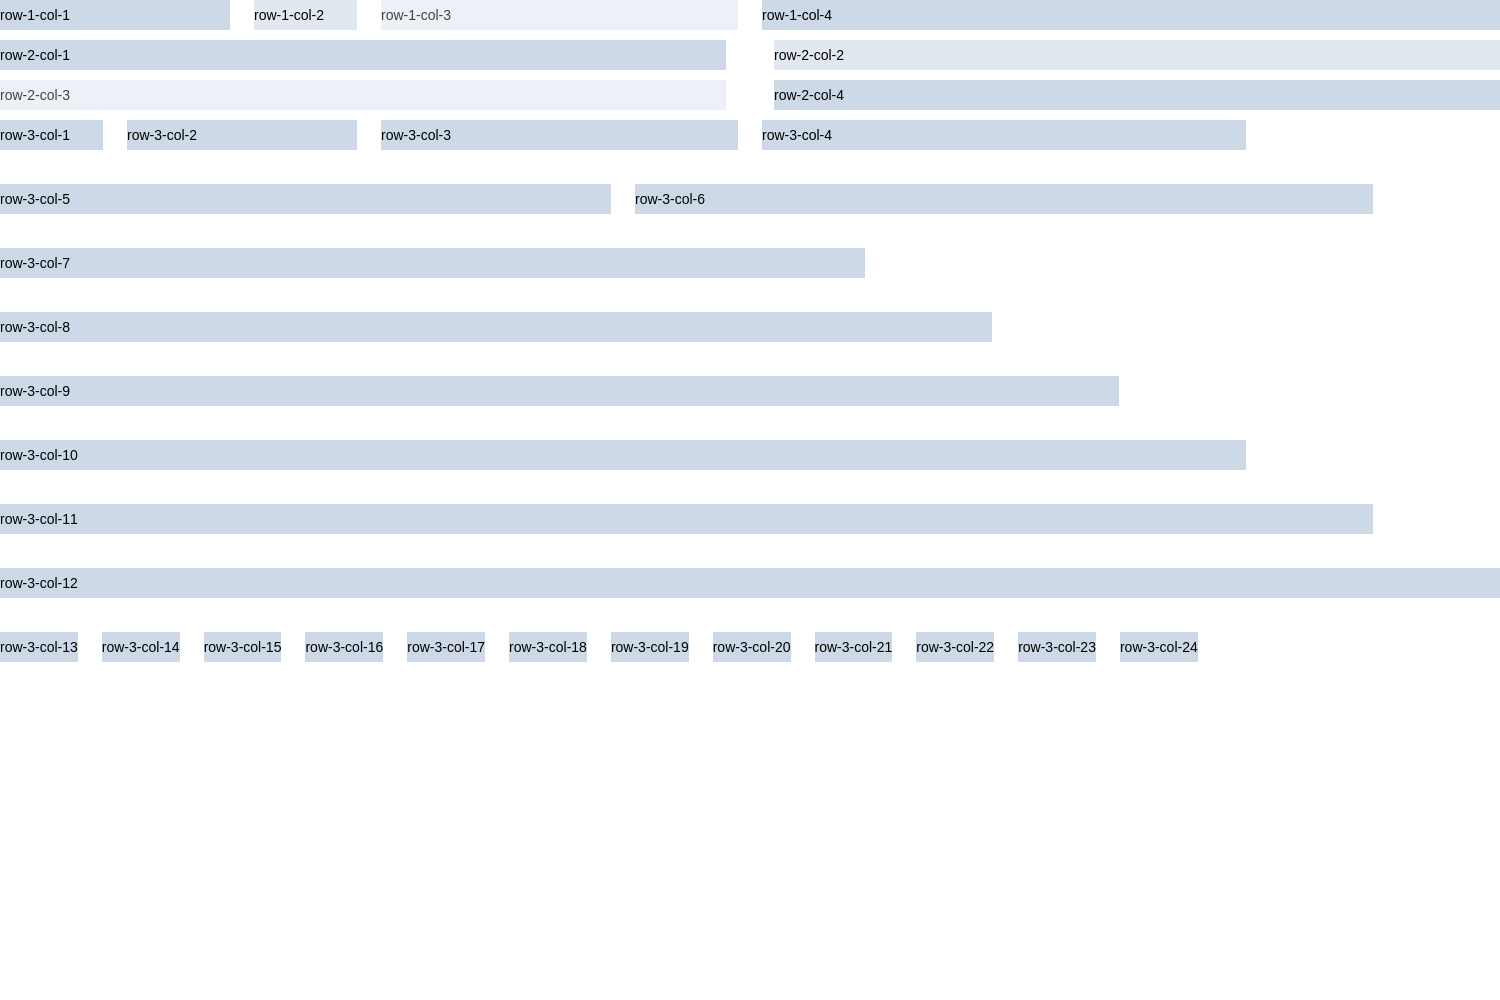 row-1-col-1 row-1-col-2 row-1-col-3 row-1-col-4
row-2-col-1 row-2-col-2
row-2-col-3 row-2-col-4
row-3-col-1 row-3-col-2 row-3-col-3 row-3-col-4
row-3-col-5 row-3-col-6
row-3-col-7
row-3-col-8
row-3-col-9
row-3-col-10
row-3-col-11
row-3-col-12
row-3-col-13 row-3-col-14 row-3-col-15 row-3-col-16 row-3-col-17 row-3-col-18 row-3-col-19 row-3-col-20 row-3-col-21 row-3-col-22 row-3-col-23 row-3-col-24